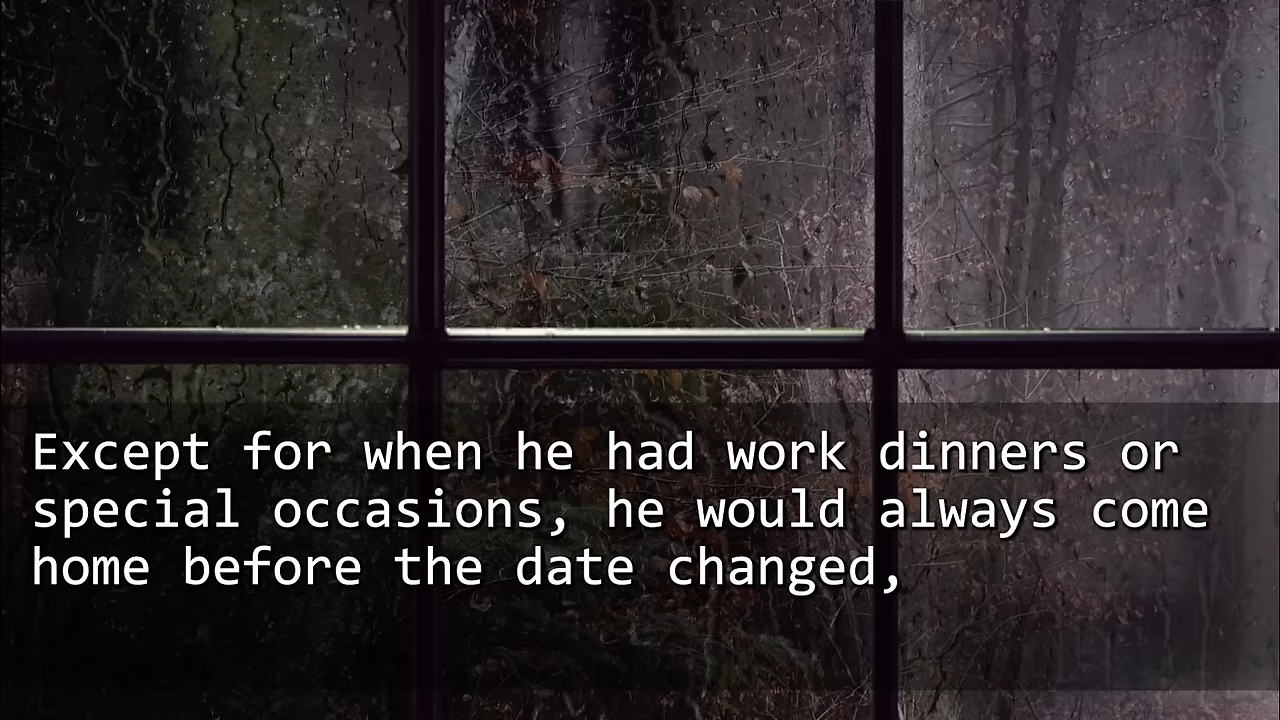 Except for when he had work dinners or
special occasions, he would always come
home before the date changed,